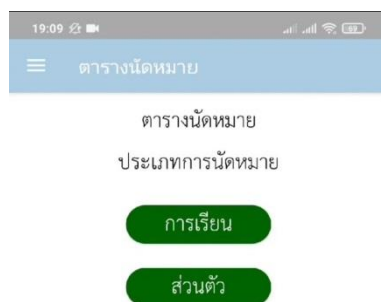 19:09
ตารางนัดหมาย
ตารางนัดหมาย
ประเภทการนัดหมาย
การเรียน
ส่วนตัว